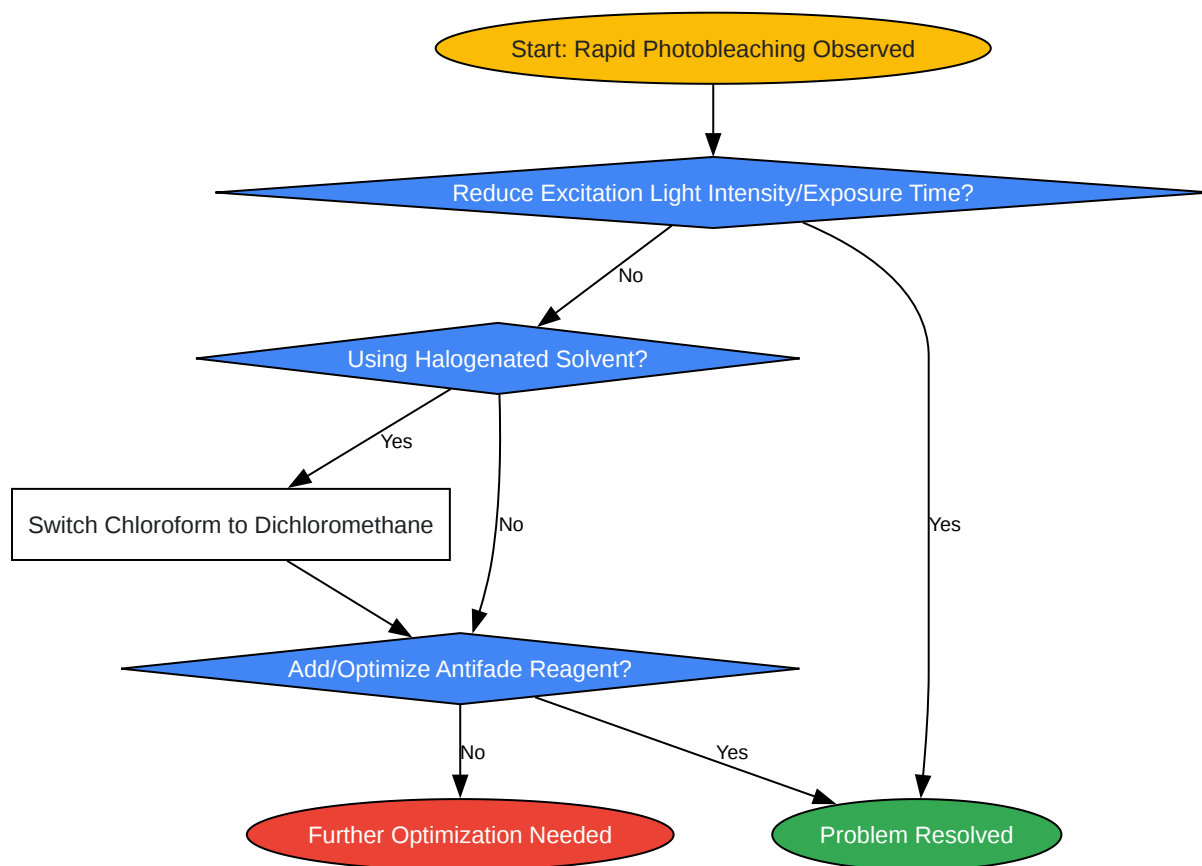 Start: Rapid Photobleaching Observed
Reduce Excitation Light Intensity/Exposure Time?
No
Using Halogenated Solvent?
Yes
Switch Chloroform to Dichloromethane
No
Yes
Add/Optimize Antifade Reagent?
No
Yes
Further Optimization Needed
Problem Resolved